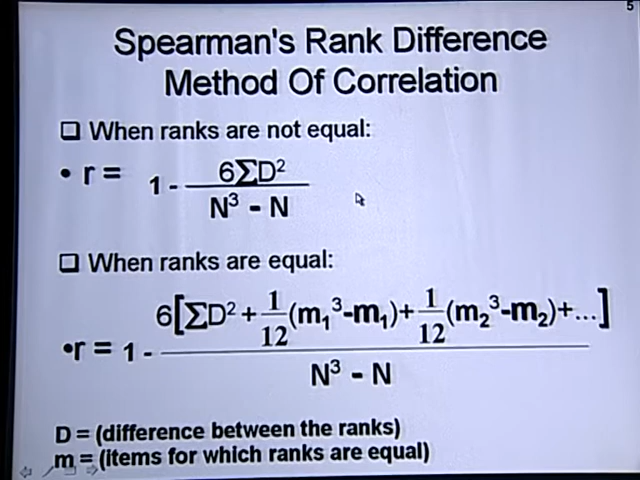 5
Spearman's Rank Difference
Method Of Correlation
❑ When ranks are not equal:
• r = 1 - 6∑D² / N³ - N
❑ When ranks are equal:
•r = 1 - 6[∑D² + 1/12 (m₁³-m₁)+ 1/12 (m₂³-m₂)+...] / N³ - N
D = (difference between the ranks)
m = (items for which ranks are equal)